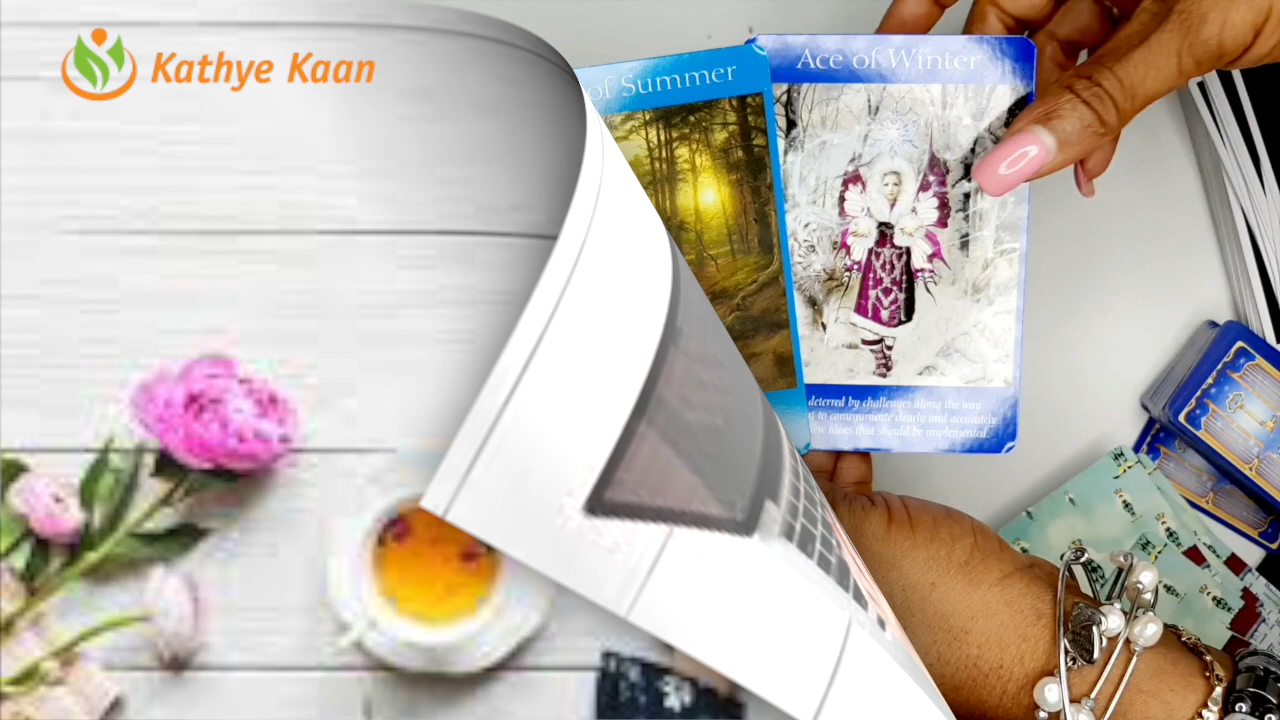 Kathye Kaan
of Summer
Ace of Winter
deterred by challenges along the way
to communicate clearly and accurately
ideas that should be implemented.